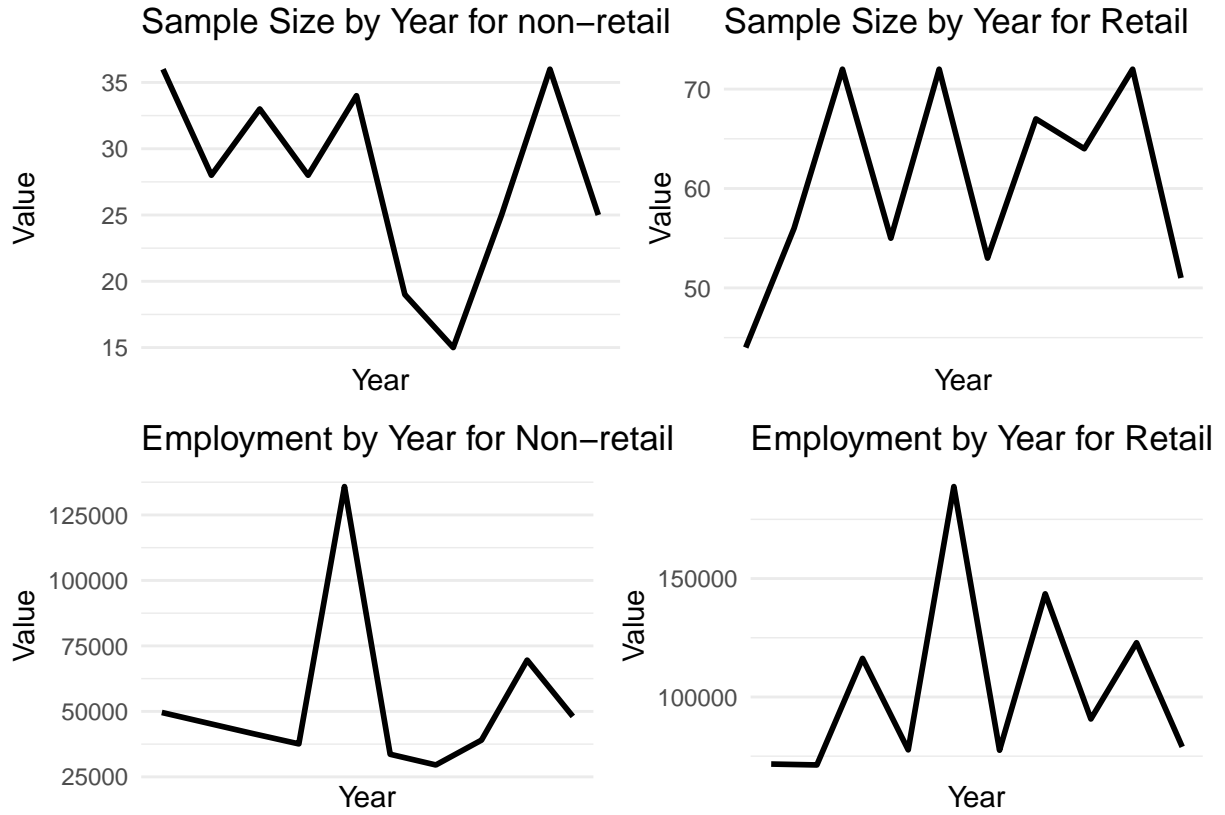 Sample Size by Year for non−retail
Value
35
30
25
20
15
Year
Sample Size by Year for Retail
Value
70
60
50
Year
Employment by Year for Non−retail
Value
125000
100000
75000
50000
25000
Year
Employment by Year for Retail
Value
150000
100000
Year